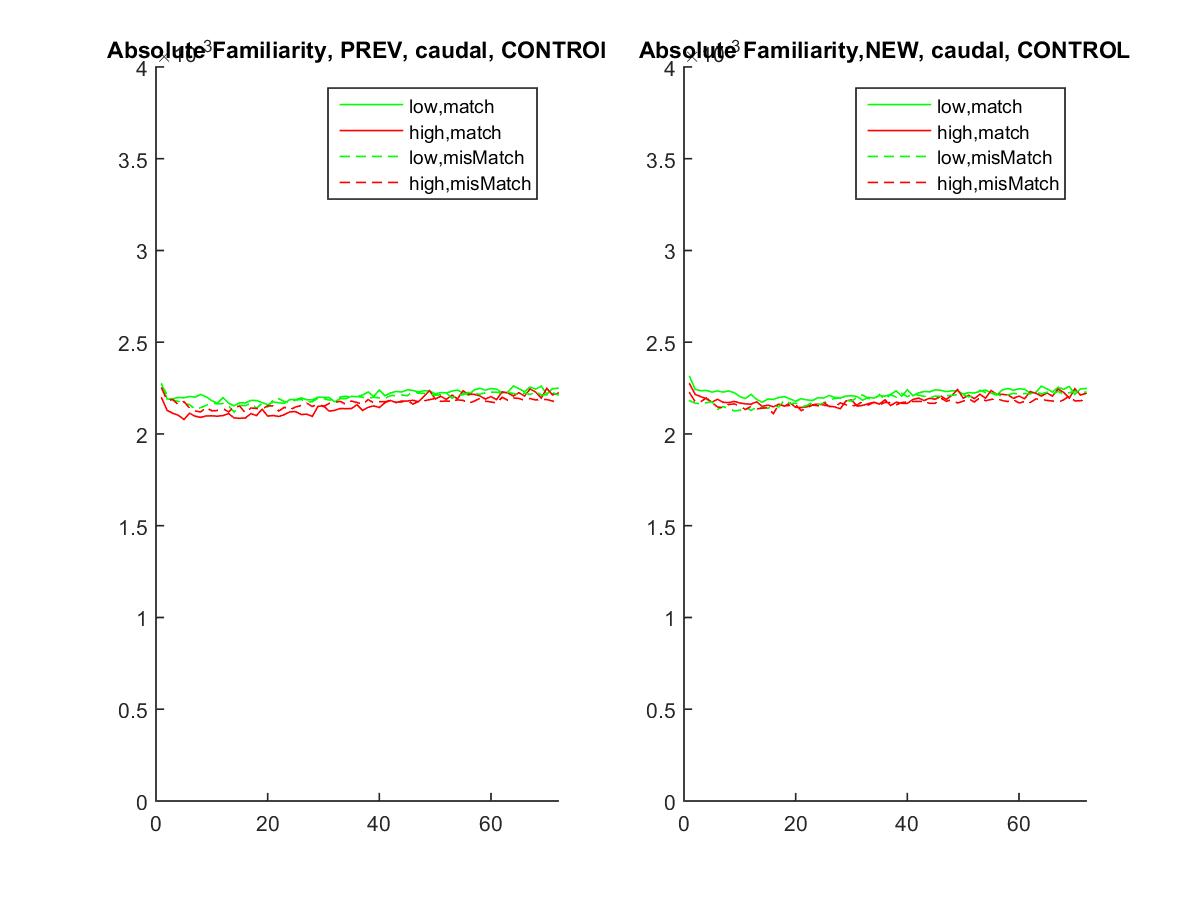 Absolute Familiarity, PREV, caudal, CONTROL
×10³
4
3.5
3
2.5
2
1.5
1
0.5
0
0 20 40 60
low,match
high,match
low,misMatch
high,misMatch
Absolute Familiarity,NEW, caudal, CONTROL
×10³
4
3.5
3
2.5
2
1.5
1
0.5
0
0 20 40 60
low,match
high,match
low,misMatch
high,misMatch